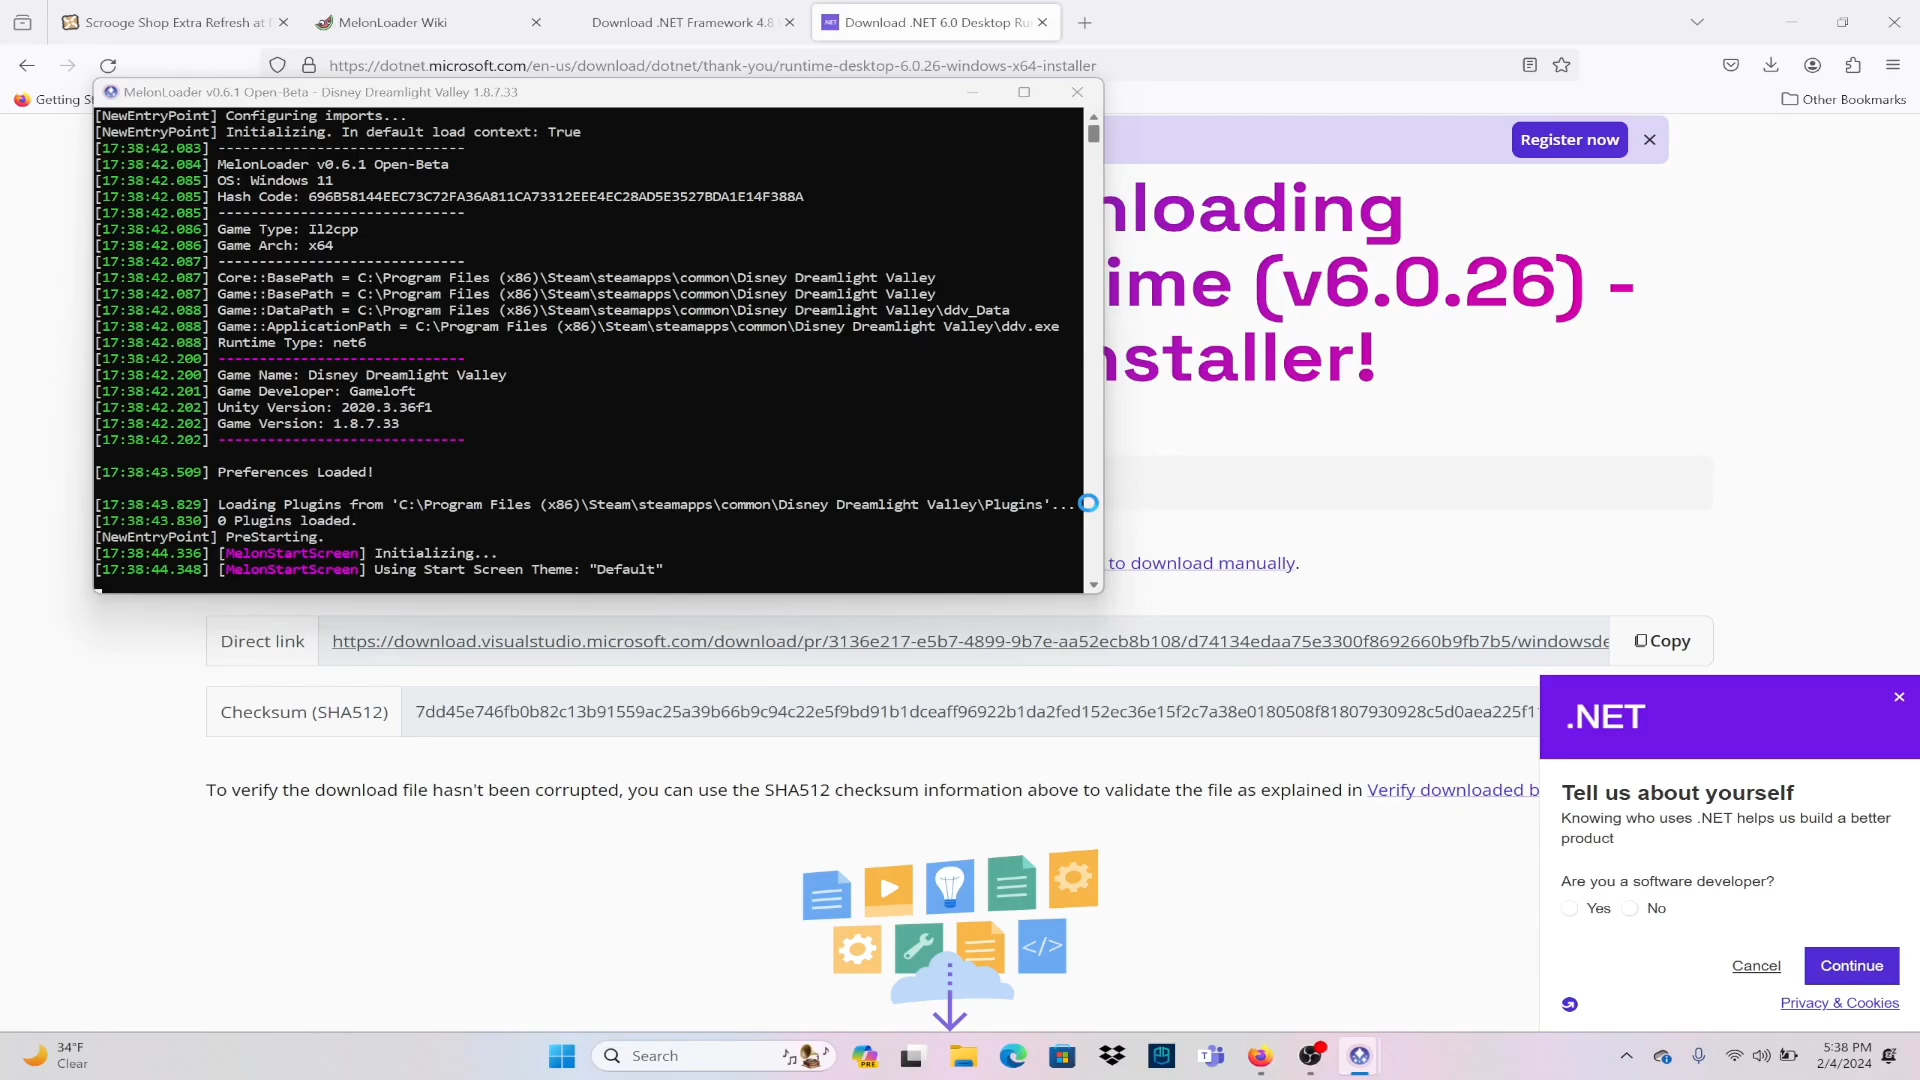 Scrooge Shop Extra Refresh at
MelonLoader Wiki
Download .NET Framework 4.8
Download .NET 6.0 Desktop Ru
https://dotnet.microsoft.com/en-us/download/dotnet/thank-you/runtime-desktop-6.0.26-windows-x64-installer
Getting St
Other Bookmarks
MelonLoader v0.6.1 Open-Beta - Disney Dreamlight Valley 1.8.7.33
[NewEntryPoint] Configuring imports...
[NewEntryPoint] Initializing. In default load context: True
[17:38:42.083] ------------------------------
[17:38:42.084] MelonLoader v0.6.1 Open-Beta
[17:38:42.085] OS: Windows 11
[17:38:42.085] Hash Code: 696B58144EEC73C72FA36A811CA73312EEE4EC28AD5E3527BDA1E14F388A
[17:38:42.085] ------------------------------
[17:38:42.086] Game Type: Il2cpp
[17:38:42.086] Game Arch: x64
[17:38:42.087] ------------------------------
[17:38:42.087] Core::BasePath = C:\Program Files (x86)\Steam\steamapps\common\Disney Dreamlight Valley
[17:38:42.087] Game::BasePath = C:\Program Files (x86)\Steam\steamapps\common\Disney Dreamlight Valley
[17:38:42.088] Game::DataPath = C:\Program Files (x86)\Steam\steamapps\common\Disney Dreamlight Valley\ddv_Data
[17:38:42.088] Game::ApplicationPath = C:\Program Files (x86)\Steam\steamapps\common\Disney Dreamlight Valley\ddv.exe
[17:38:42.088] Runtime Type: net6
[17:38:42.200] ------------------------------
[17:38:42.200] Game Name: Disney Dreamlight Valley
[17:38:42.201] Game Developer: Gameloft
[17:38:42.202] Unity Version: 2020.3.36f1
[17:38:42.202] Game Version: 1.8.7.33
[17:38:42.202] ------------------------------
[17:38:43.509] Preferences Loaded!
[17:38:43.829] Loading Plugins from 'C:\Program Files (x86)\Steam\steamapps\common\Disney Dreamlight Valley\Plugins'...
[17:38:43.830] 0 Plugins loaded.
[NewEntryPoint] PreStarting.
[17:38:44.336] [MelonStartScreen] Initializing...
[17:38:44.348] [MelonStartScreen] Using Start Screen Theme: "Default"
Register now
nloading
ime (v6.0.26) -
nstaller!
to download manually.
Direct link
https://download.visualstudio.microsoft.com/download/pr/3136e217-e5b7-4899-9b7e-aa52ecb8b108/d74134edaa75e3300f8692660b9fb7b5/windowsde
Copy
Checksum (SHA512)
7dd45e746fb0b82c13b91559ac25a39b66b9c94c22e5f9bd91b1dceaff96922b1da2fed152ec36e15f2c7a38e0180508f81807930928c5d0aea225f1
To verify the download file hasn't been corrupted, you can use the SHA512 checksum information above to validate the file as explained in Verify downloaded b
.NET
Tell us about yourself
Knowing who uses .NET helps us build a better
product
Are you a software developer?
Yes No
Cancel
Continue
Privacy & Cookies
34°F
Clear
Search
PRE
5:38 PM
2/4/2024